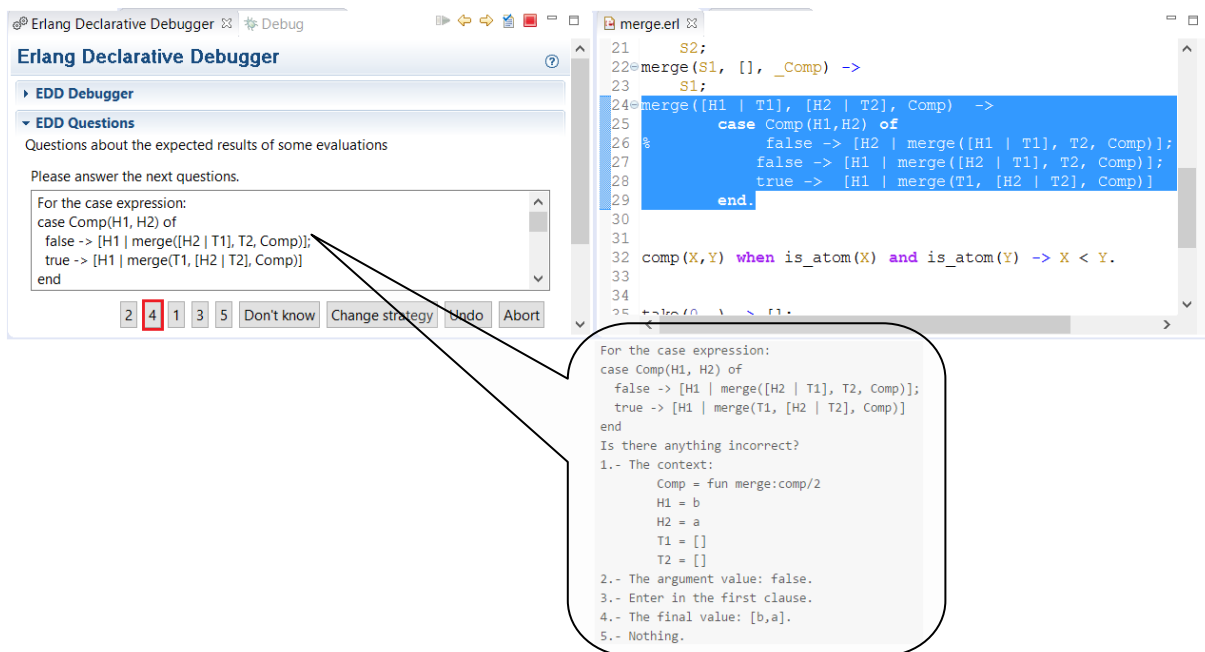 Erlang Declarative Debugger
Debug
Erlang Declarative Debugger
EDD Debugger
EDD Questions
Questions about the expected results of some evaluations
Please answer the next questions.
For the case expression:
case Comp(H1, H2) of
false -> [H1 | merge([H2 | T1], T2, Comp)];
true -> [H1 | merge(T1, [H2 | T2], Comp)]
end
2 4 1 3 5 Don't know Change strategy Undo Abort
merge.erl
21 S2;
22 merge(S1, [], _Comp) ->
23 S1;
24 merge([H1 | T1], [H2 | T2], Comp) ->
25 case Comp(H1,H2) of
26 % false -> [H2 | merge([H1 | T1], T2, Comp)];
27 false -> [H1 | merge([H2 | T1], T2, Comp)];
28 true -> [H1 | merge(T1, [H2 | T2], Comp)]
29 end.
30
31
32 comp(X,Y) when is_atom(X) and is_atom(Y) -> X < Y.
33
34
For the case expression:
case Comp(H1, H2) of
false -> [H1 | merge([H2 | T1], T2, Comp)];
true -> [H1 | merge(T1, [H2 | T2], Comp)]
end
Is there anything incorrect?
1.- The context:
Comp = fun merge:comp/2
H1 = b
H2 = a
T1 = []
T2 = []
2.- The argument value: false.
3.- Enter in the first clause.
4.- The final value: [b,a].
5.- Nothing.